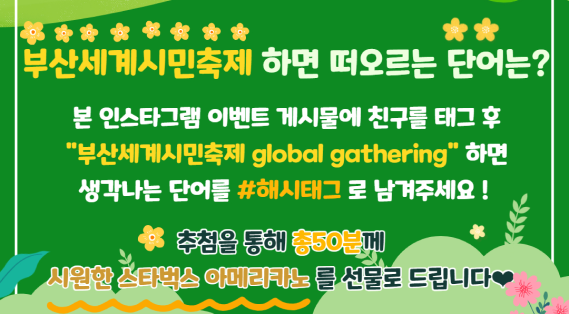 부산세계시민축제 하면 떠오르는 단어는?
본 인스타그램 이벤트 게시물에 친구를 태그 후
"부산세계시민축제 global gathering" 하면
생각나는 단어를 #해시태그 로 남겨주세요 !
추첨을 통해 총50분께
시원한 스타벅스 아메리카노 를 선물로 드립니다❤